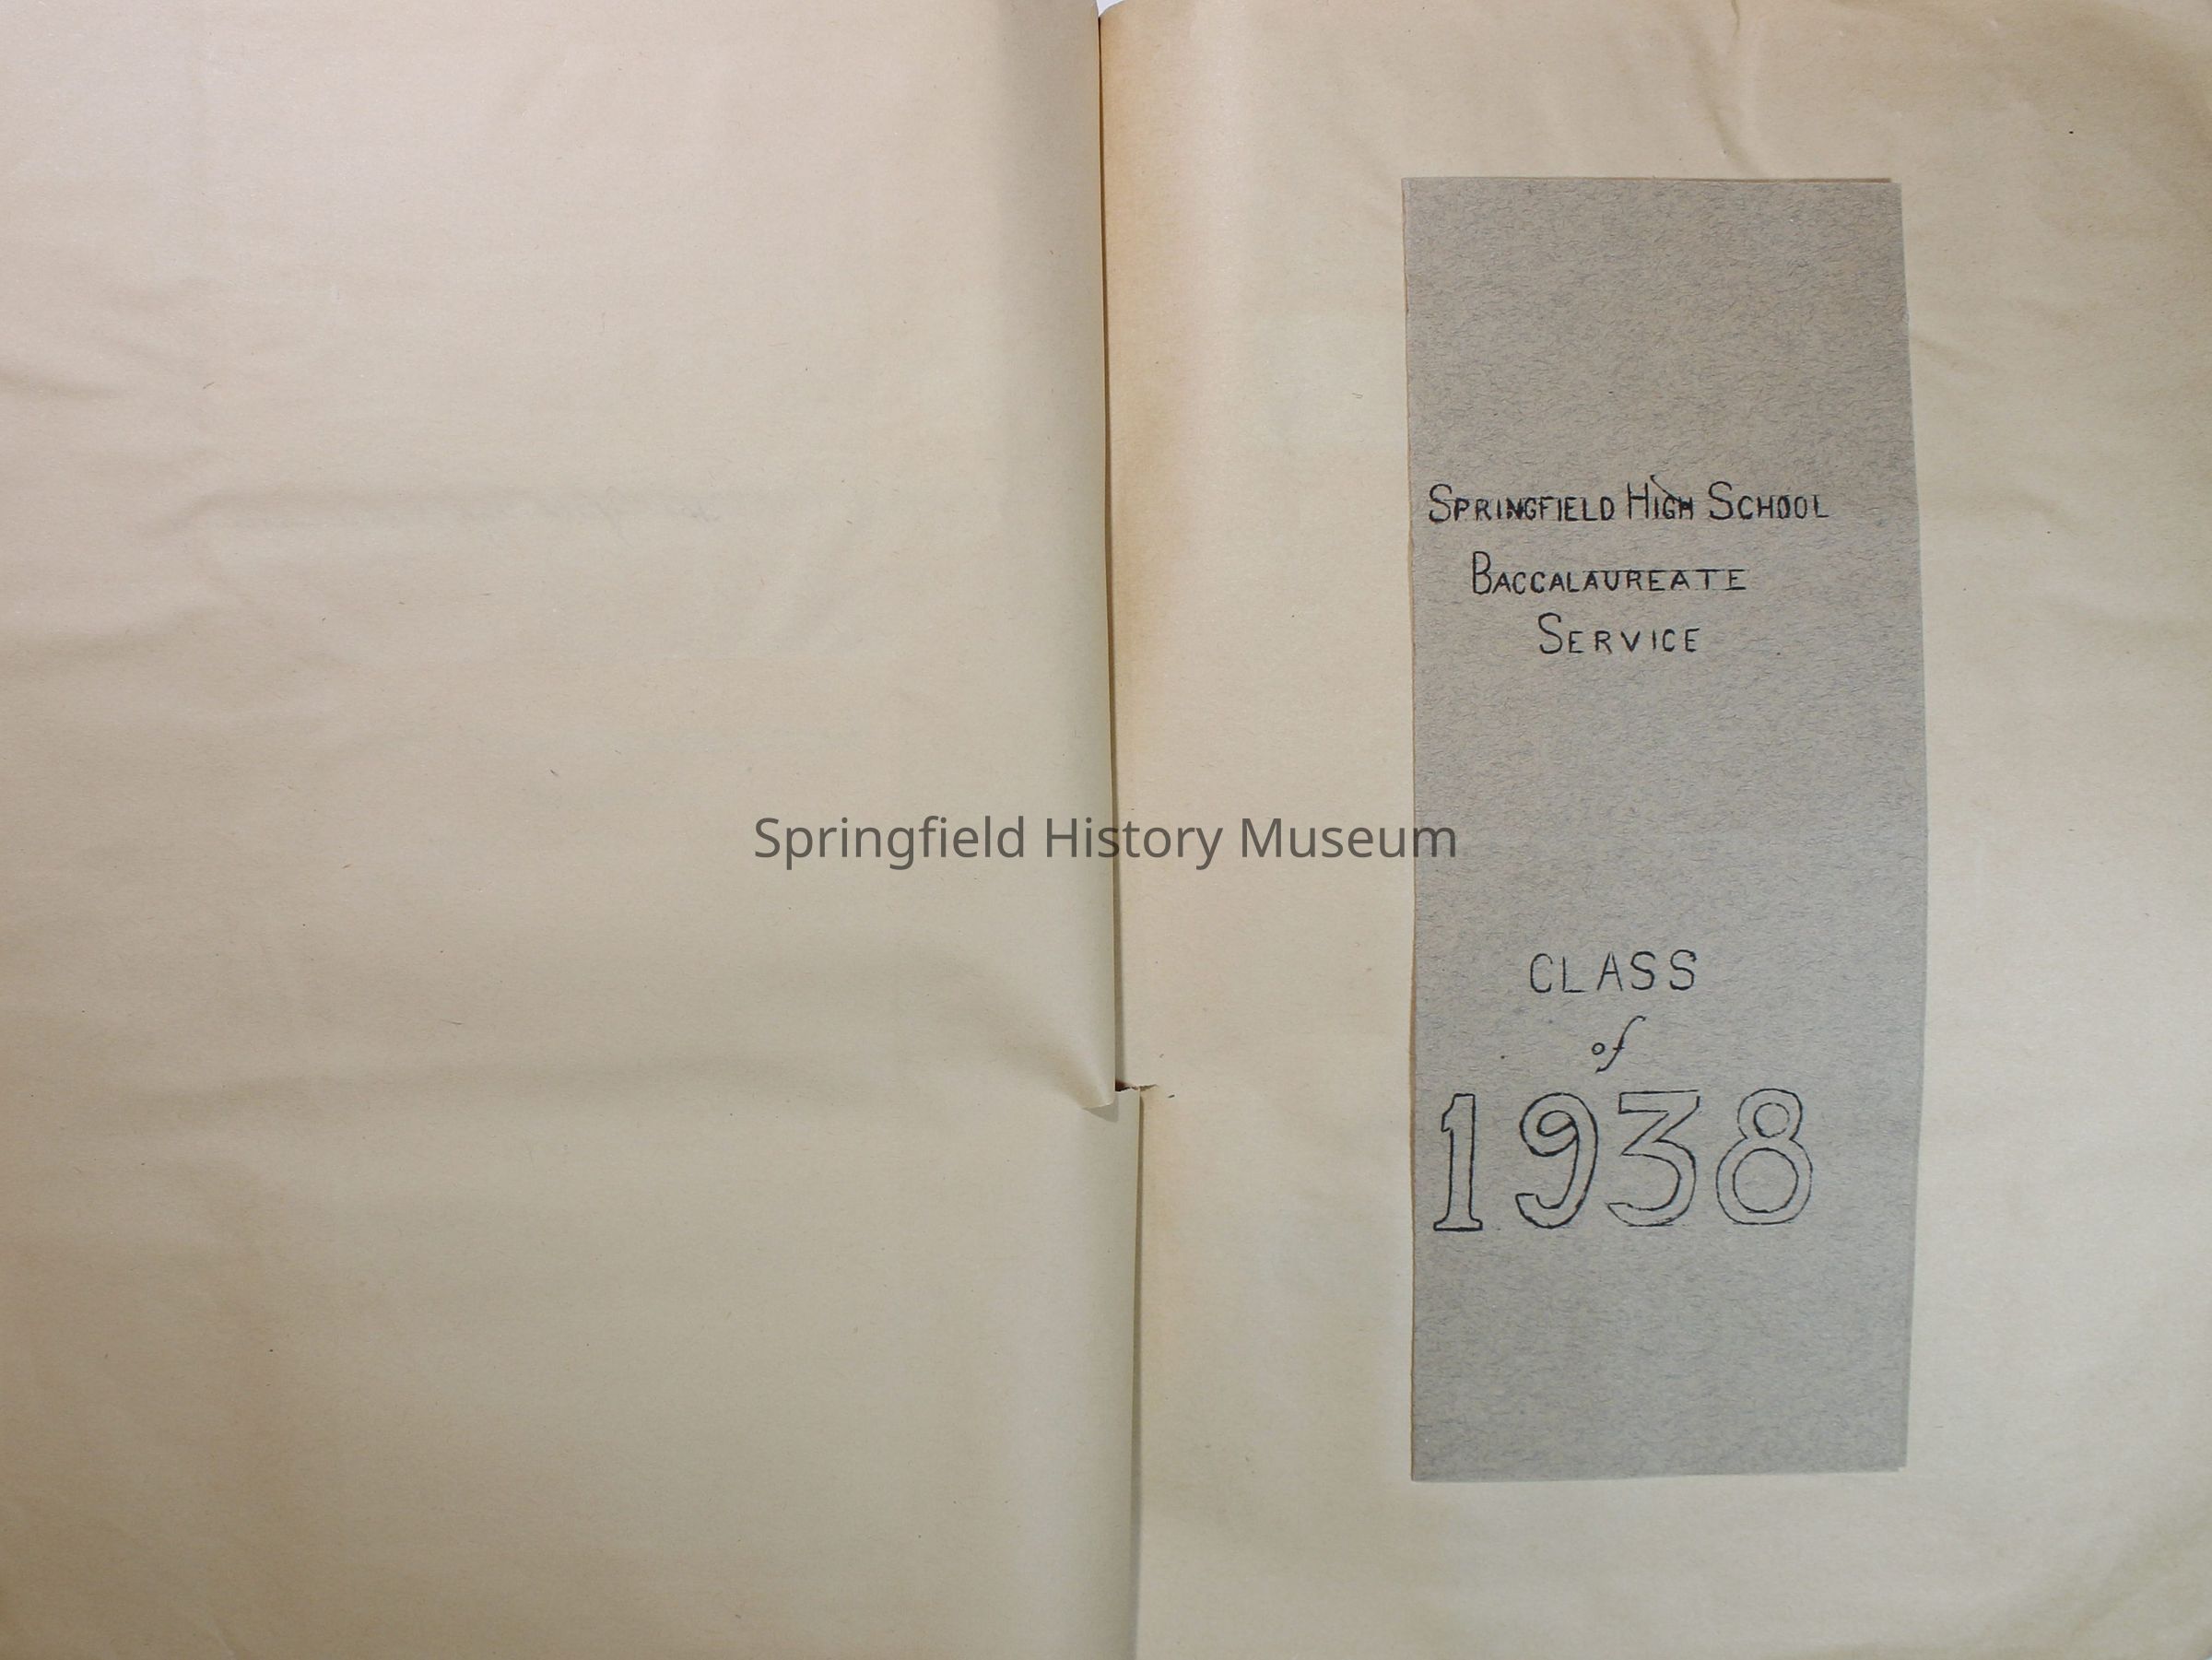 SPRINGFIELD HIGH SCHOOL
BACCALAUREATE
SERVICE
Springfield History Museum
CLASS
of
1938